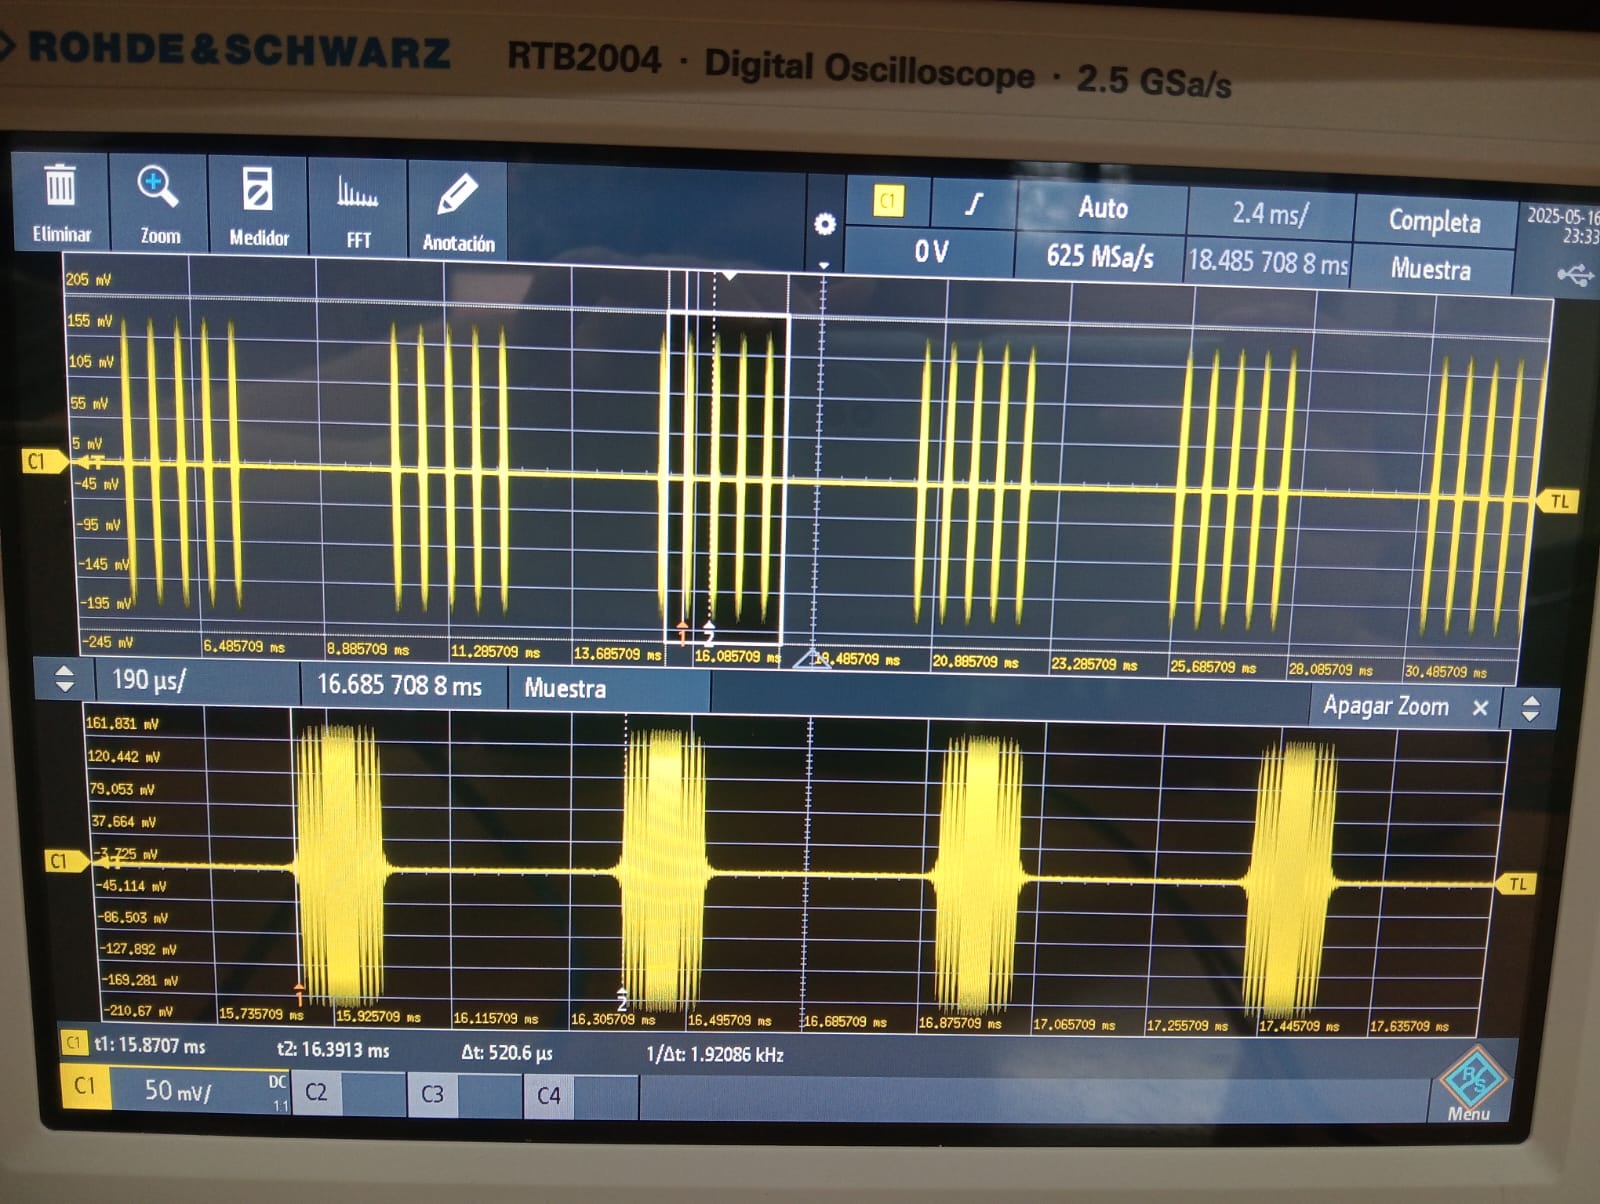 ROHDE&SCHWARZ RTB2004 · Digital Oscilloscope · 2.5 GSa/s
Eliminar Zoom Medidor FFT Anotación
C1 Auto 2.4 ms/ Completa 2025-05-16
0 V 625 MSa/s 18.485 708 8 ms Muestra 23:33
205 mV
155 mV
105 mV
55 mV
5 mV
C1 T
-45 mV
TL
-95 mV
-145 mV
-195 mV
1 2
-245 mV 6.485709 ms 8.885709 ms 11.285709 ms 13.685709 ms 16.085709 ms 18.485709 ms 20.885709 ms 23.285709 ms 25.685709 ms 28.085709 ms 30.485709 ms
190 µs/ 16.685 708 8 ms Muestra Apagar Zoom ×
161.831 mV
120.442 mV
79.053 mV
37.664 mV
-3.725 mV
C1
-45.114 mV TL
-86.503 mV
-127.892 mV
-169.281 mV
1 2
-210.67 mV 15.735709 ms 15.925709 ms 16.115709 ms 16.305709 ms 16.495709 ms 16.685709 ms 16.875709 ms 17.065709 ms 17.255709 ms 17.445709 ms 17.635709 ms
C1 t1: 15.8707 ms t2: 16.3913 ms Δt: 520.6 µs 1/Δt: 1.92086 kHz
C1 50 mV/ DC 1:1 C2 C3 C4
R/S
Menu